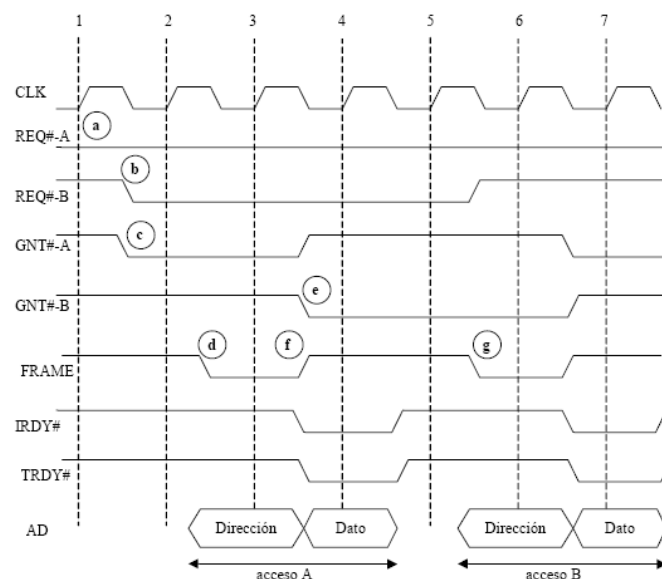 1 2 3 4 5 6 7
CLK
a
REQ#-A
b
REQ#-B
c
GNT#-A
e
GNT#-B
d f g
FRAME
IRDY#
TRDY#
AD Dirección Dato Dirección Dato
acceso A acceso B